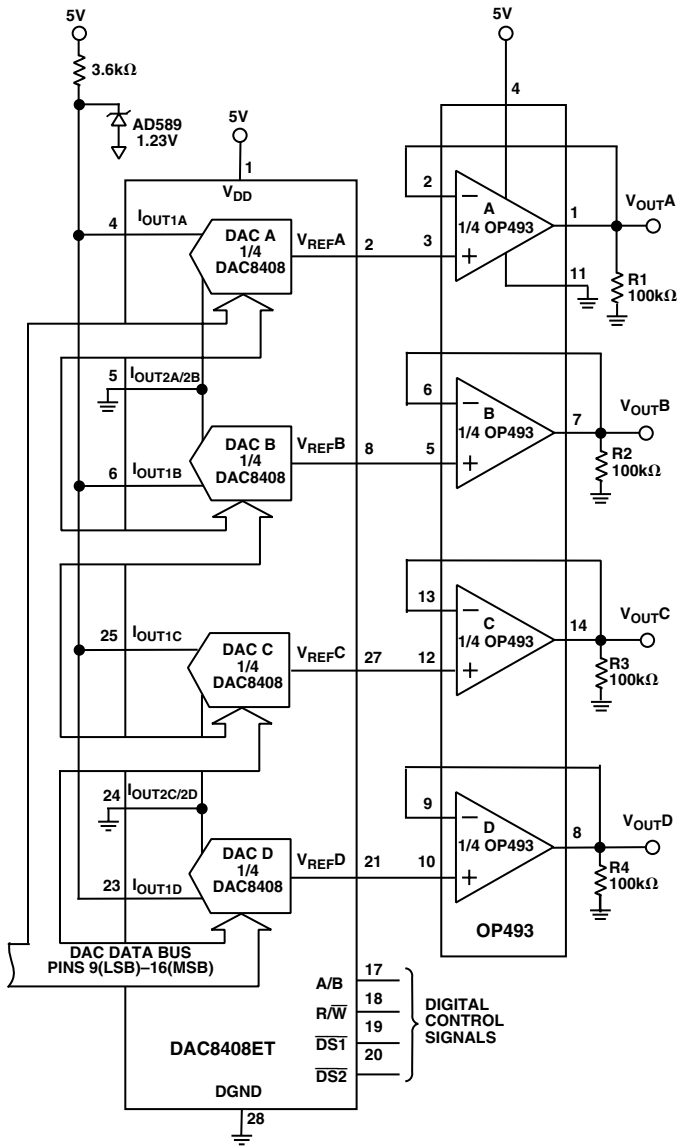 5V
3.6kΩ
AD589
1.23V
5V
1
VDD
4
IOUT1A
DAC A
1/4
DAC8408
VREFA
2
5
IOUT2A/2B
DAC B
1/4
DAC8408
VREFB
8
6
IOUT1B
25
IOUT1C
DAC C
1/4
DAC8408
VREFC
27
24
IOUT2C/2D
DAC D
1/4
DAC8408
VREFD
21
23
IOUT1D
DAC DATA BUS
PINS 9(LSB)–16(MSB)
A/B
17
R/W̅
18
D̅S̅1̅
19
D̅S̅2̅
20
DIGITAL
CONTROL
SIGNALS
DAC8408ET
DGND
28
5V
4
2
−
A
1/4 OP493
3
+
1
VOUTA
11
R1
100kΩ
6
−
B
1/4 OP493
5
+
7
VOUTB
R2
100kΩ
13
−
C
1/4 OP493
12
+
14
VOUTC
R3
100kΩ
9
−
D
1/4 OP493
10
+
8
VOUTD
R4
100kΩ
OP493